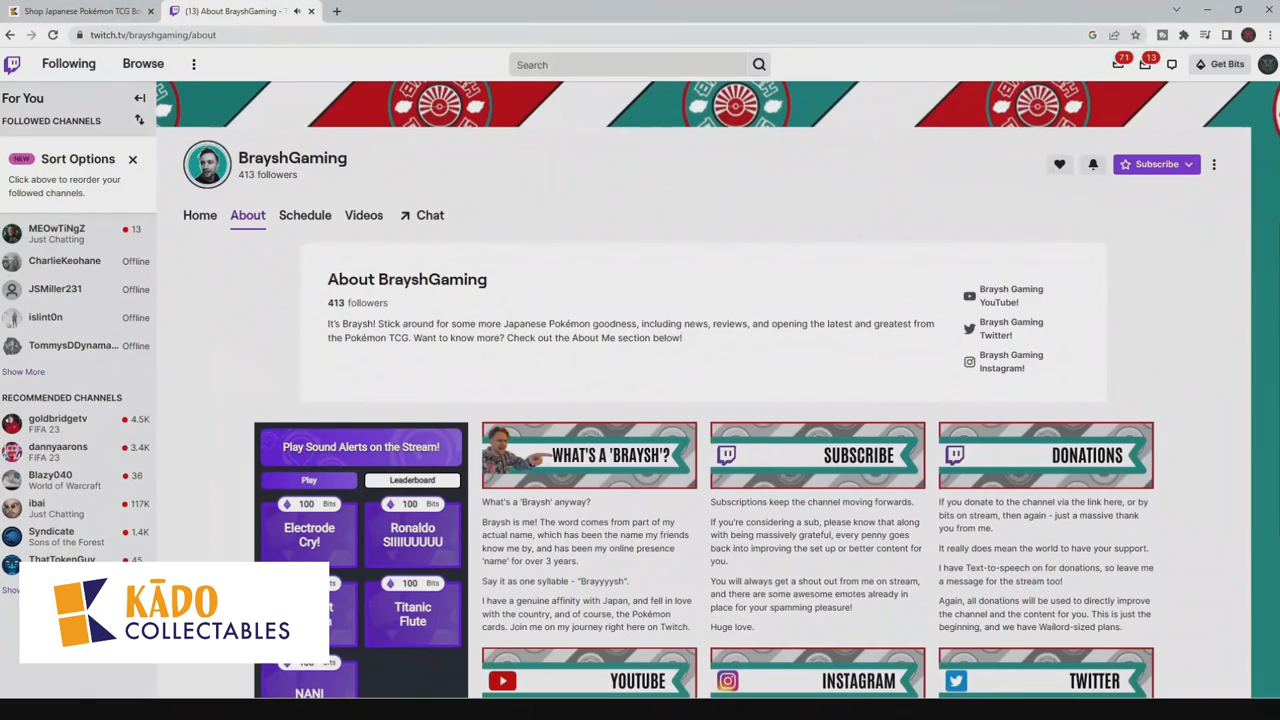 Shop Japanese Pokémon TCG Bo
(13) About BrayshGaming - T
twitch.tv/brayshgaming/about
Following
Browse
Search
71
13
Get Bits
For You
FOLLOWED CHANNELS
NEW Sort Options
Click above to reorder your
followed channels.
MEOwTiNgZ 13
Just Chatting
CharlieKeohane Offline
JSMiller231 Offline
islint0n Offline
TommysDDynama... Offline
Show More
RECOMMENDED CHANNELS
goldbridgetv 4.5K
FIFA 23
dannyaarons 3.4K
FIFA 23
Blazy040 36
World of Warcraft
ibai 117K
Just Chatting
Syndicate 1.4K
Sons of the Forest
ThatTokenGuy 45
KĀDO
COLLECTABLES
BrayshGaming
413 followers
Subscribe
Home About Schedule Videos Chat
About BrayshGaming
413 followers
It's Braysh! Stick around for some more Japanese Pokémon goodness, including news, reviews, and opening the latest and greatest from
the Pokémon TCG. Want to know more? Check out the About Me section below!
Braysh Gaming
YouTube!
Braysh Gaming
Twitter!
Braysh Gaming
Instagram!
Play Sound Alerts on the Stream!
Play Leaderboard
100 Bits
Electrode
Cry!
100 Bits
Ronaldo
SIIIIUUUUU
100 Bits
Titanic
Flute
100 Bits
NANI
WHAT'S A 'BRAYSH'?
What's a 'Braysh' anyway?
Braysh is me! The word comes from part of my
actual name, which has been the name my friends
know me by, and has been my online presence
'name' for over 3 years.
Say it as one syllable - "Brayyyysh".
I have a genuine affinity with Japan, and fell in love
with the country, and of course, the Pokémon
cards. Join me on my journey right here on Twitch.
SUBSCRIBE
Subscriptions keep the channel moving forwards.
If you're considering a sub, please know that along
with being massively grateful, every penny goes
back into improving the set up or better content for
you.
You will always get a shout out from me on stream,
and there are some awesome emotes already in
place for your spamming pleasure!
Huge love.
DONATIONS
If you donate to the channel via the link here, or by
bits on stream, then again - just a massive thank
you from me.
It really does mean the world to have your support.
I have Text-to-speech on for donations, so leave me
a message for the stream too!
Again, all donations will be used to directly improve
the channel and the content for you. This is just the
beginning, and we have Wailord-sized plans.
YOUTUBE
INSTAGRAM
TWITTER